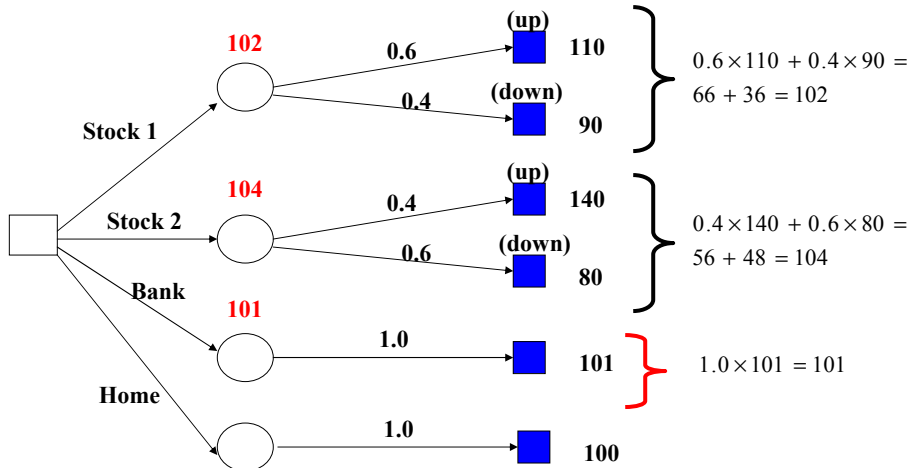 (up)
102
0.6
110
0.6 × 110 + 0.4 × 90 =
66 + 36 = 102
(down)
0.4
90
Stock 1
(up)
104
0.4
140
Stock 2
0.4 × 140 + 0.6 × 80 =
56 + 48 = 104
(down)
0.6
80
Bank
101
1.0
101
1.0 × 101 = 101
Home
1.0
100